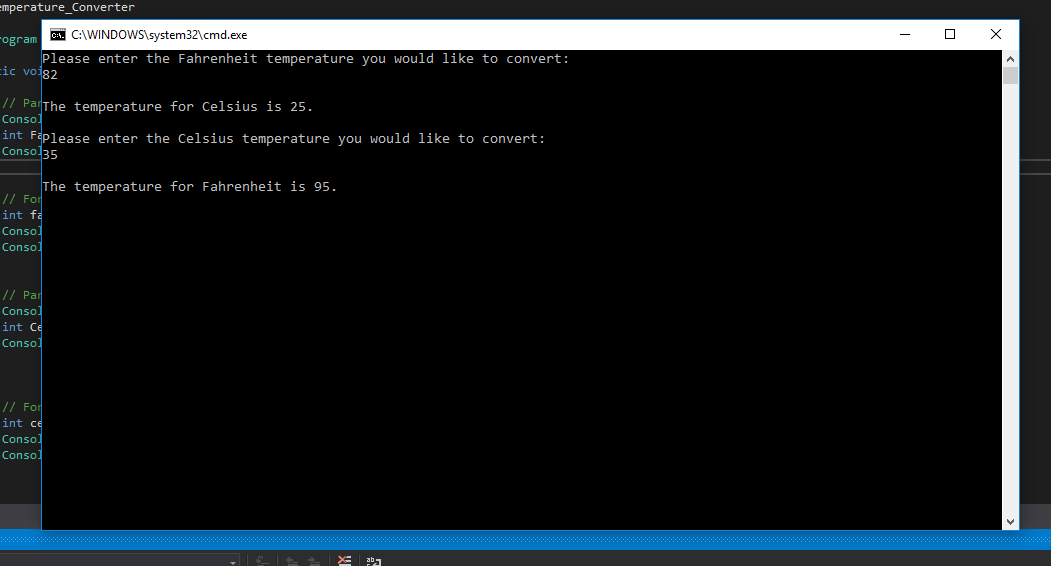 emperature_Converter
C:\WINDOWS\system32\cmd.exe
rogram
Please enter the Fahrenheit temperature you would like to convert:
tic voi
82
// Par
The temperature for Celsius is 25.
Consol
int Fa
Please enter the Celsius temperature you would like to convert:
Consol
35
The temperature for Fahrenheit is 95.
// For
int fa
Consol
Consol
// Par
Consol
int Ce
Consol
// For
int ce
Consol
Consol